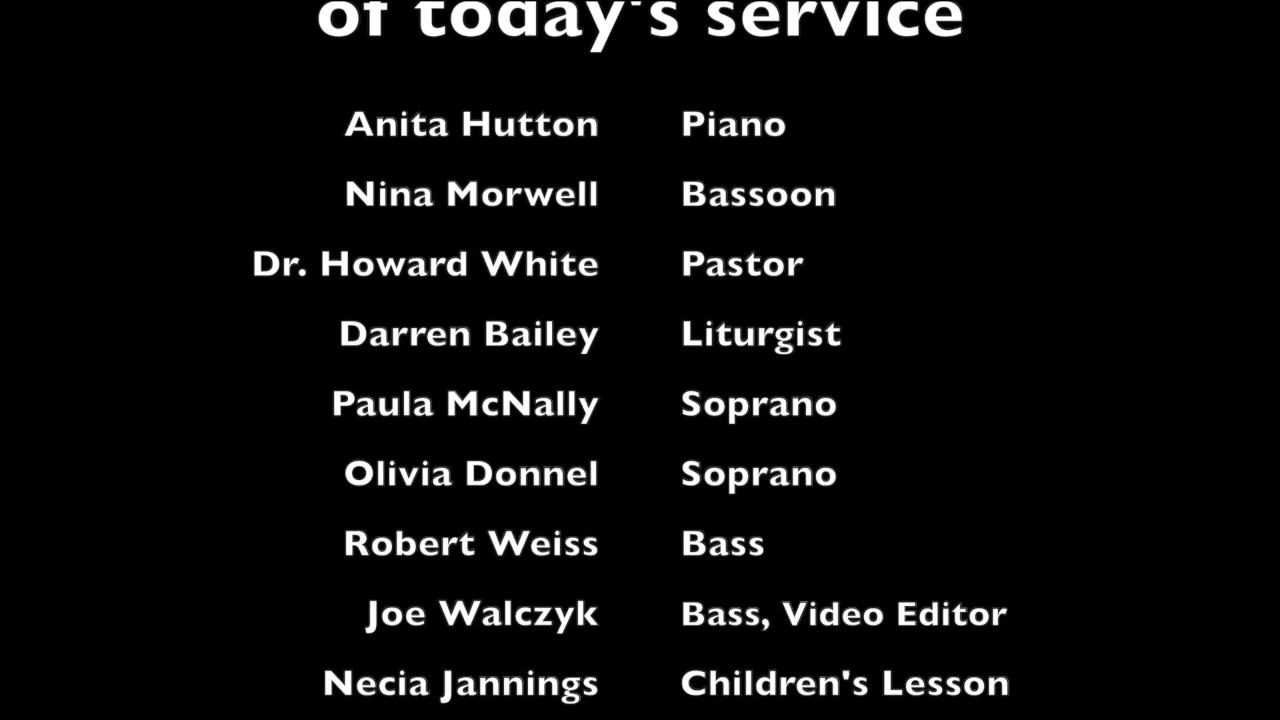 of today's service
Anita Hutton Piano
Nina Morwell Bassoon
Dr. Howard White Pastor
Darren Bailey Liturgist
Paula McNally Soprano
Olivia Donnel Soprano
Robert Weiss Bass
Joe Walczyk Bass, Video Editor
Necia Jannings Children's Lesson